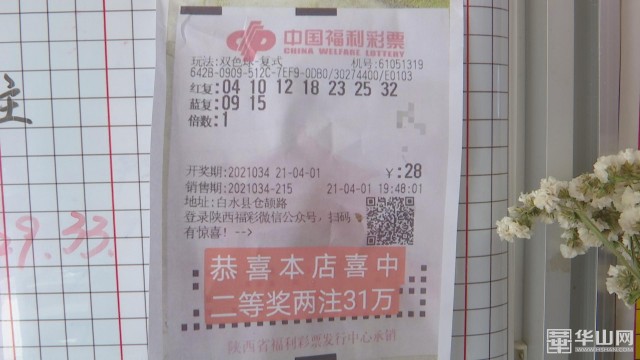 中国福利彩票
CHINA WELFARE LOTTERY
玩法:双色球-复式 机号:61051319
642B-0909-512C-7EF9-0DB0/30274400/E0103
红复:04 10 12 18 23 25 32
蓝复:09 15
倍数:1
开奖期:2021034 21-04-01 ￥:28
销售期:2021034-215 21-04-01 19:48:01
地址:白水县仓颉路
登录陕西福彩微信公众号,扫码
有惊喜!-->
恭喜本店喜中
二等奖两注31万
陕西省福利彩票发行中心承销
主
9.33.
華山网